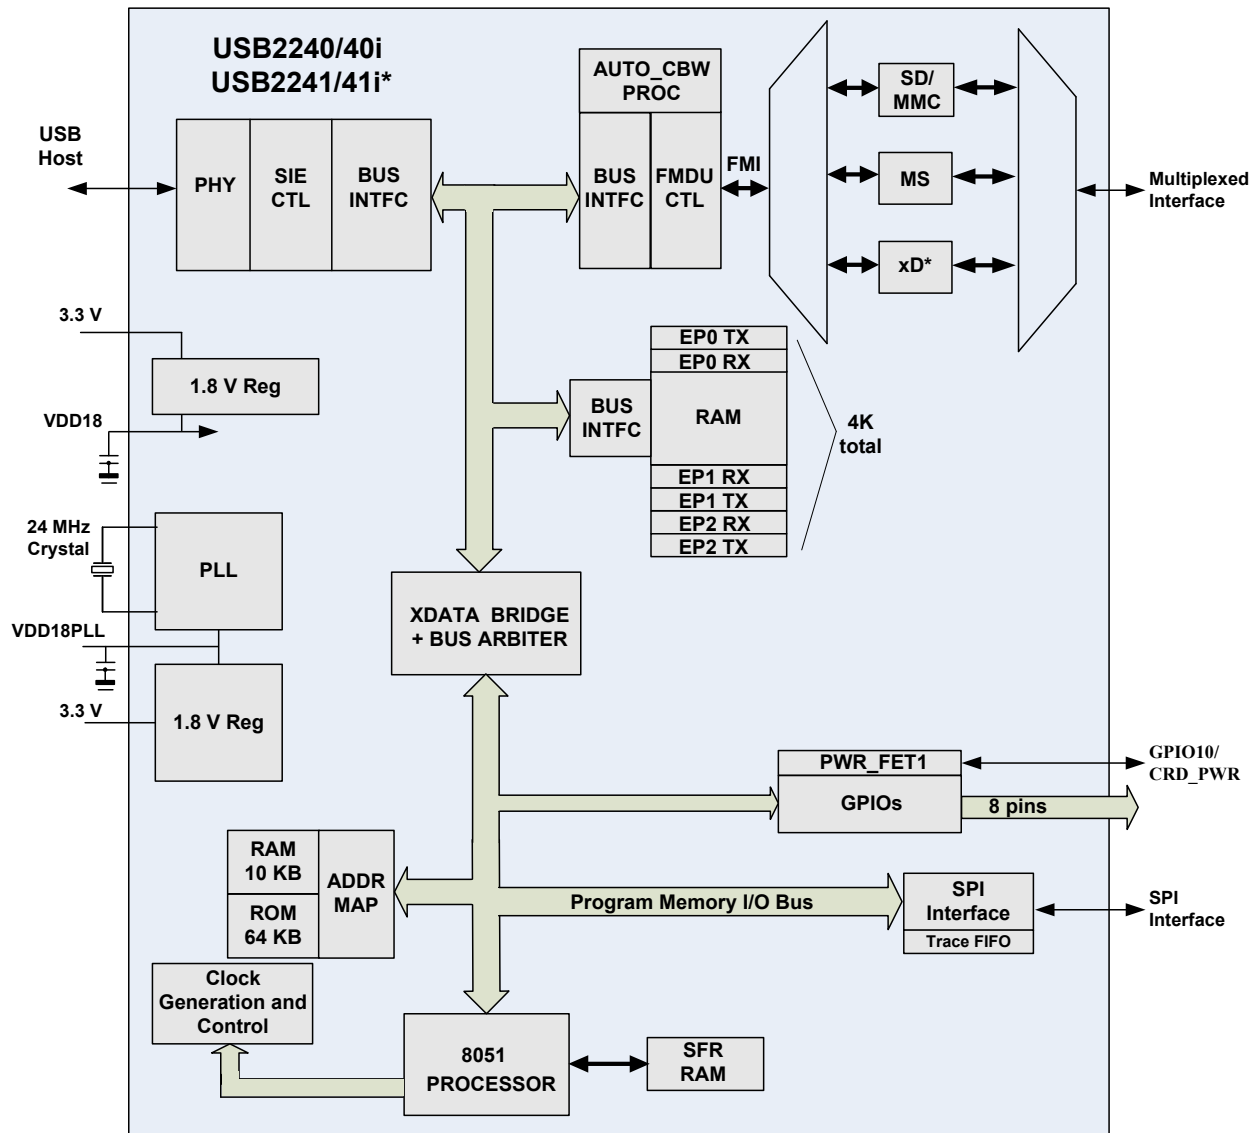 USB2240/40i
USB2241/41i*
AUTO_CBW
PROC
SD/
MMC
USB
Host
PHY
SIE
CTL
BUS
INTFC
BUS
INTFC
FMDU
CTL
FMI
MS
Multiplexed
Interface
xD*
3.3 V
1.8 V Reg
VDD18
EP0 TX
EP0 RX
BUS
INTFC
RAM
4K
total
EP1 RX
EP1 TX
EP2 RX
EP2 TX
24 MHz
Crystal
PLL
VDD18PLL
XDATA BRIDGE
+ BUS ARBITER
3.3 V
1.8 V Reg
PWR_FET1
GPIOs
GPIO10/
CRD_PWR
8 pins
RAM
10 KB
ROM
64 KB
ADDR
MAP
Program Memory I/O Bus
SPI
Interface
Trace FIFO
SPI
Interface
Clock
Generation and
Control
8051
PROCESSOR
SFR
RAM